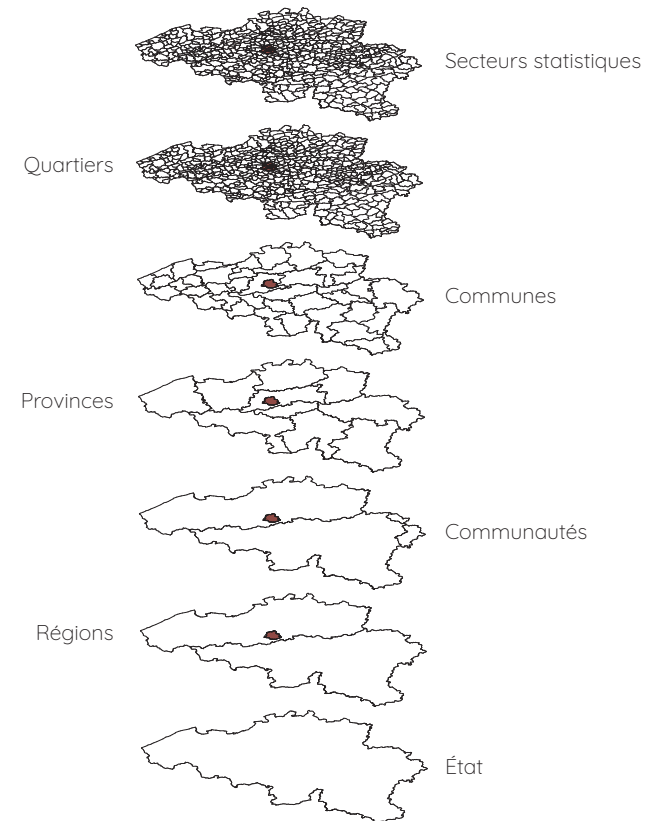 Secteurs statistiques
Quartiers
Communes
Provinces
Communautés
Régions
État